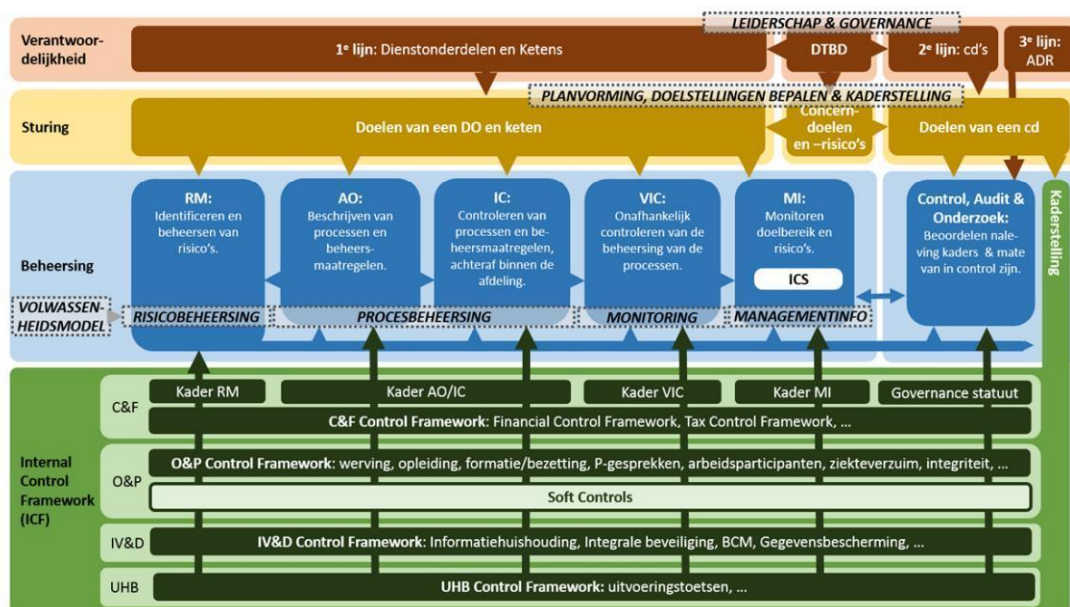 LEIDERSCHAP & GOVERNANCE
Verantwoor-
delijkheid
1e lijn: Dienstonderdelen en Ketens
DTBD
2e lijn: cd's
3e lijn:
ADR
PLANVORMING, DOELSTELLINGEN BEPALEN & KADERSTELLING
Sturing
Doelen van een DO en keten
Concern-
doelen
en –risico's
Doelen van een cd
Beheersing
RM:
Identificeren en
beheersen van
risico's.
AO:
Beschrijven van
processen en
beheers-
maatregelen.
IC:
Controleren van
processen en be-
heersmaatregelen,
achteraf binnen de
afdeling.
VIC:
Onafhankelijk
controleren van de
beheersing van de
processen.
MI:
Monitoren
doelbereik en
risico's.
ICS
Control, Audit &
Onderzoek:
Beoordelen nale-
ving kaders & mate
van in control zijn.
Kaderstelling
VOLWASSEN-
HEIDSMODEL
RISICOBEHEERSING
PROCESBEHEERSING
MONITORING
MANAGEMENTINFO
Internal
Control
Framework
(ICF)
C&F
Kader RM
Kader AO/IC
Kader VIC
Kader MI
Governance statuut
C&F Control Framework: Financial Control Framework, Tax Control Framework, ...
O&P
O&P Control Framework: werving, opleiding, formatie/bezetting, P-gesprekken, arbeidsparticipanten, ziekteverzuim, integriteit, ...
Soft Controls
IV&D
IV&D Control Framework: Informatiehuishouding, Integrale beveiliging, BCM, Gegevensbescherming, ...
UHB
UHB Control Framework: uitvoeringstoetsen, ...